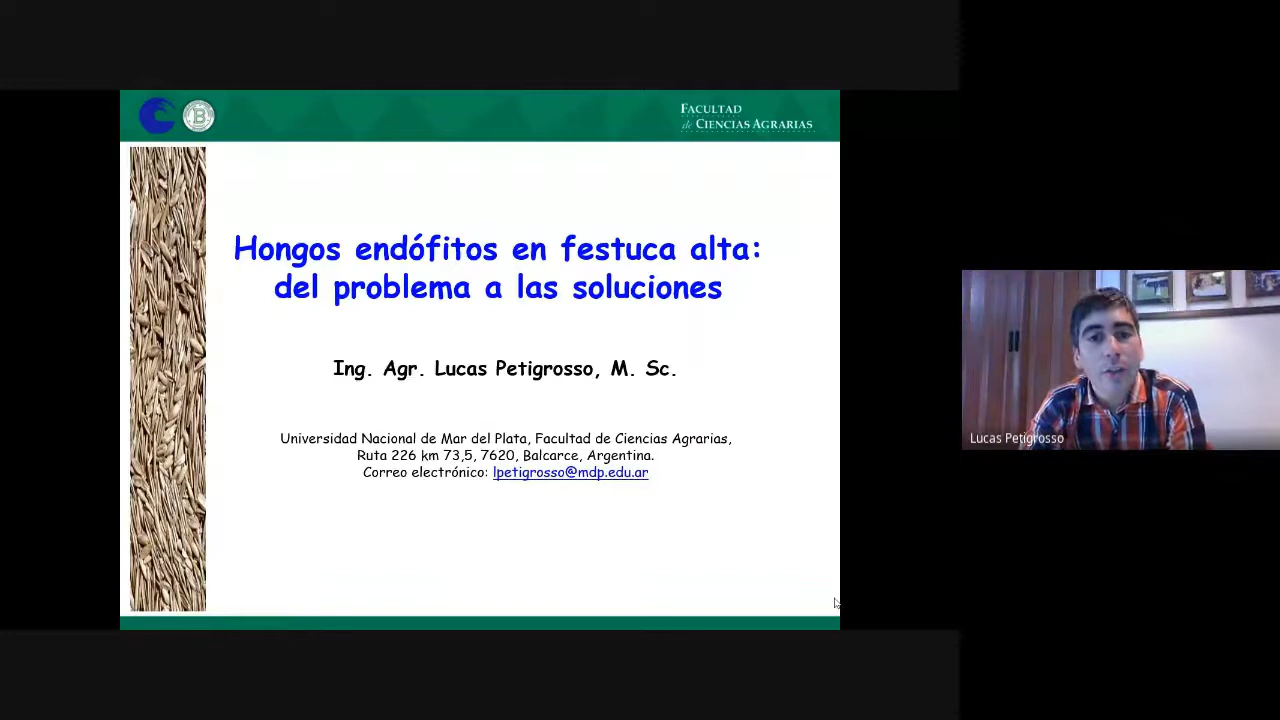 FACULTAD
de CIENCIAS AGRARIAS
B
Hongos endófitos en festuca alta:
del problema a las soluciones
Ing. Agr. Lucas Petigrosso, M. Sc.
Universidad Nacional de Mar del Plata, Facultad de Ciencias Agrarias,
Ruta 226 km 73,5, 7620, Balcarce, Argentina.
Correo electrónico: lpetigrosso@mdp.edu.ar
Lucas Petigrosso